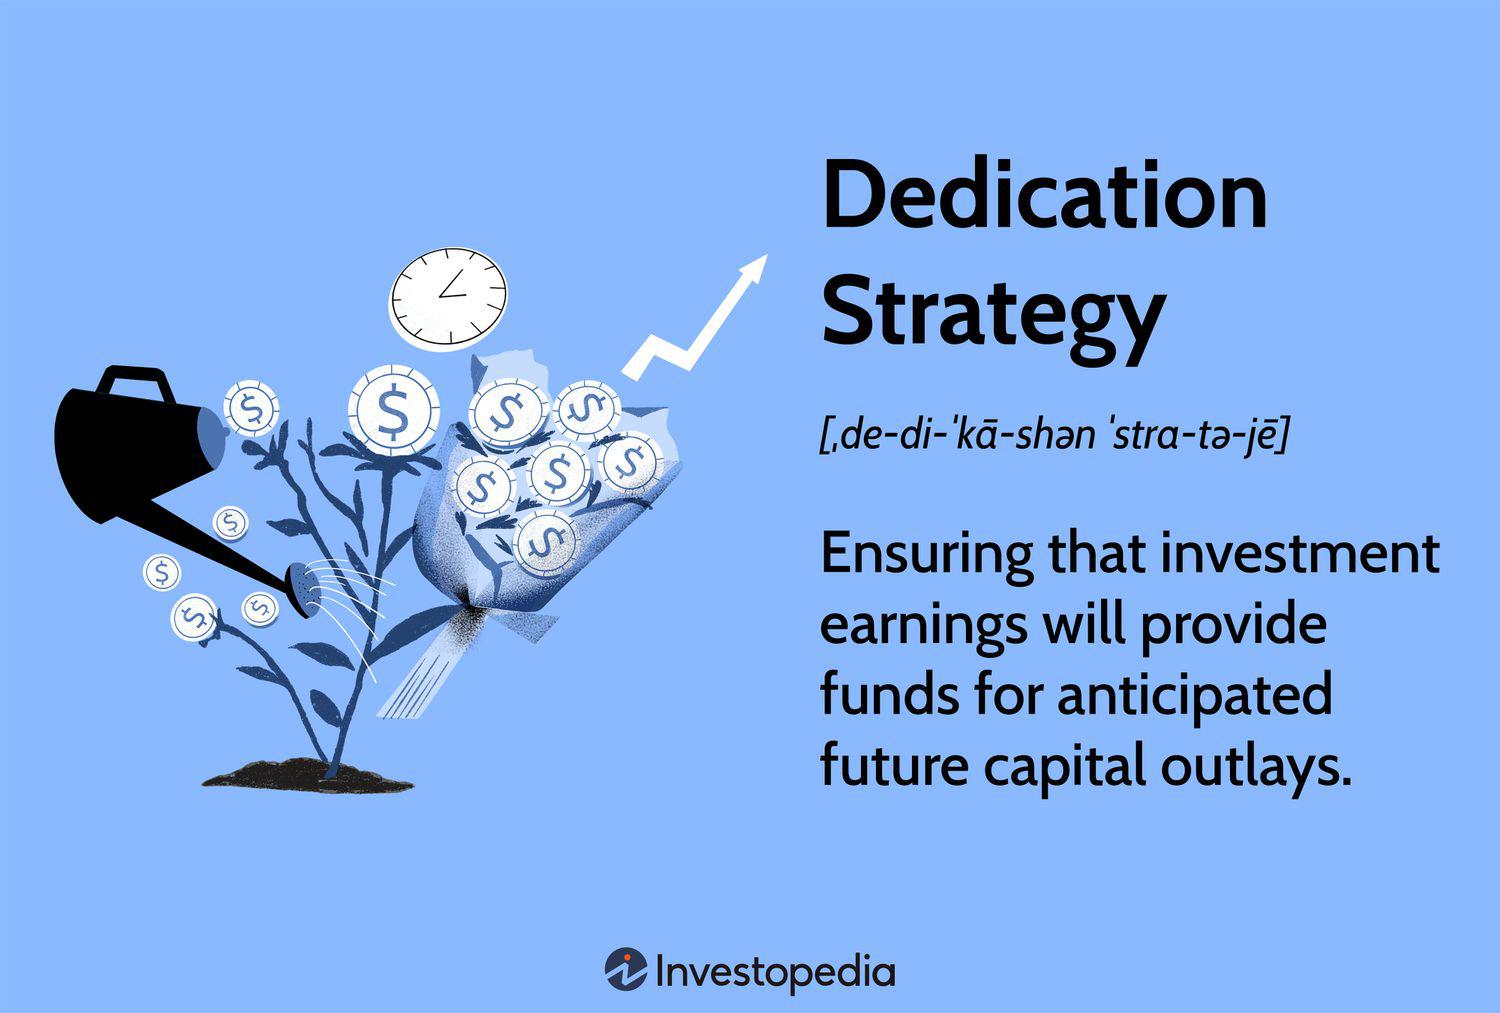 Dedication
Strategy
[ˌde-di-ˈkā-shən ˈstra-tə-jē]
Ensuring that investment
earnings will provide
funds for anticipated
future capital outlays.
$
$
$
$
$
$
$
$
$
$
$
$
Investopedia